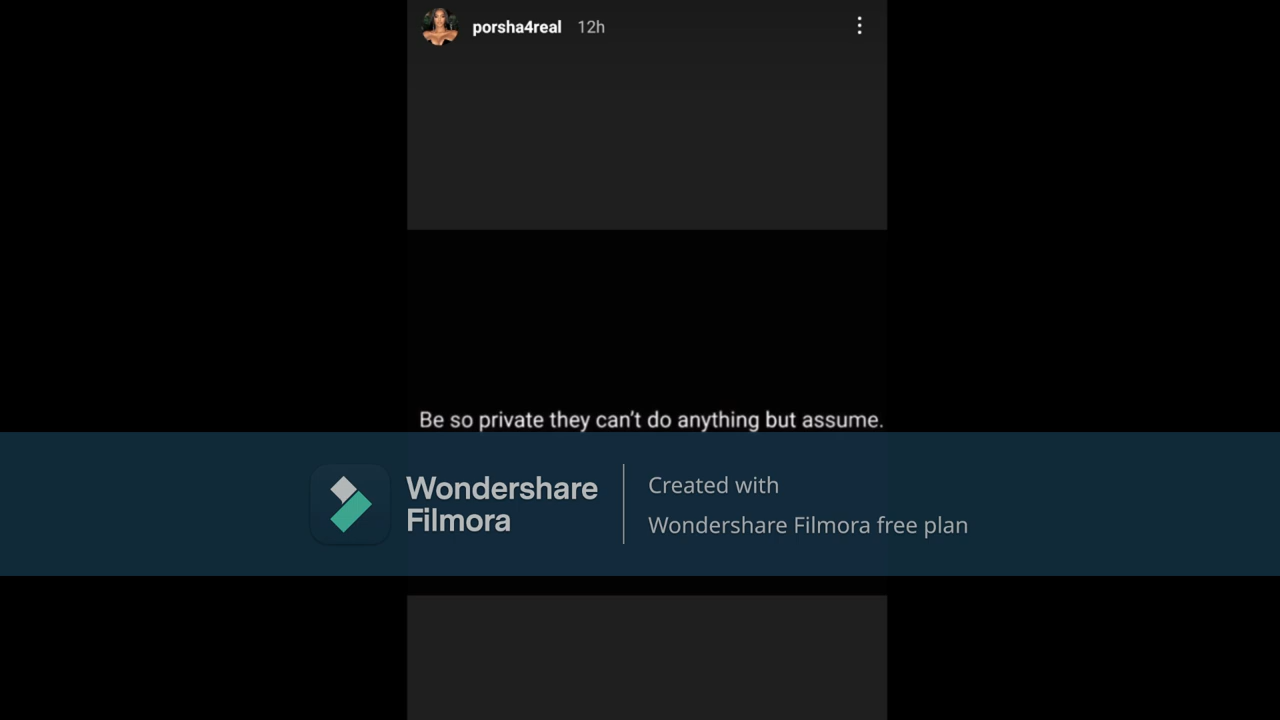 porsha4real 12h
Be so private they can't do anything but assume.
Wondershare
Filmora
Created with
Wondershare Filmora free plan